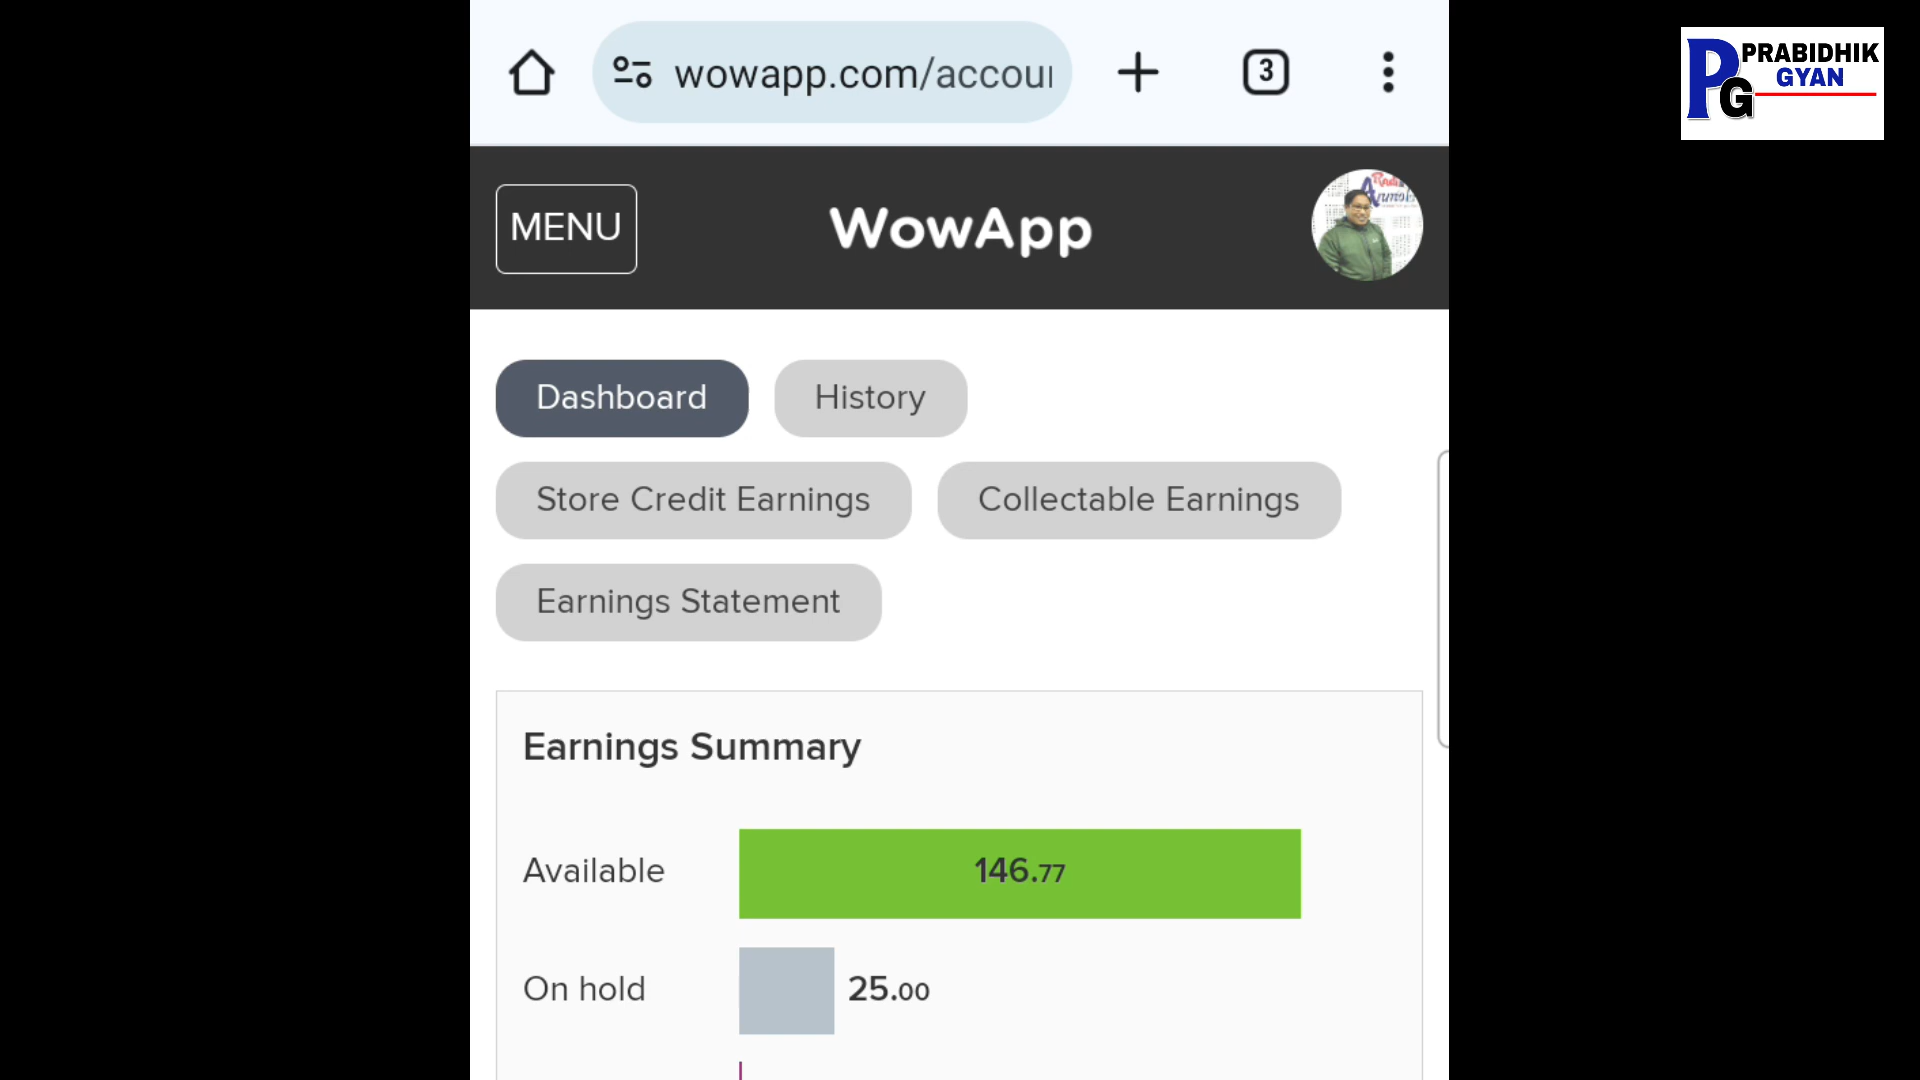 wowapp.com/accou
3
PRABIDHIK
GYAN
PG
MENU
WowApp
Dashboard
History
Store Credit Earnings
Collectable Earnings
Earnings Statement
Earnings Summary
Available
146.77
On hold
25.00